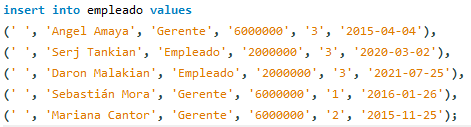 insert into empleado values
(' ', 'Angel Amaya', 'Gerente', '6000000', '3', '2015-04-04'),
(' ', 'Serj Tankian', 'Empleado', '2000000', '3', '2020-03-02'),
(' ', 'Daron Malakian', 'Empleado', '2000000', '3', '2021-07-25'),
(' ', 'Sebastián Mora', 'Gerente', '6000000', '1', '2016-01-26'),
(' ', 'Mariana Cantor', 'Gerente', '6000000', '2', '2015-11-25');